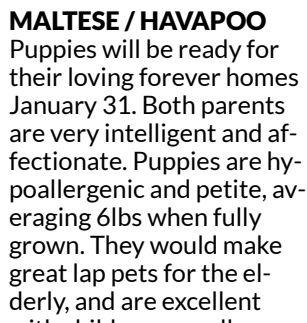 MALTESE / HAVAPOO
Puppies will be ready for
their loving forever homes
January 31. Both parents
are very intelligent and af-
fectionate. Puppies are hy-
poallergenic and petite, av-
eraging 6lbs when fully
grown. They would make
great lap pets for the el-
derly, and are excellent